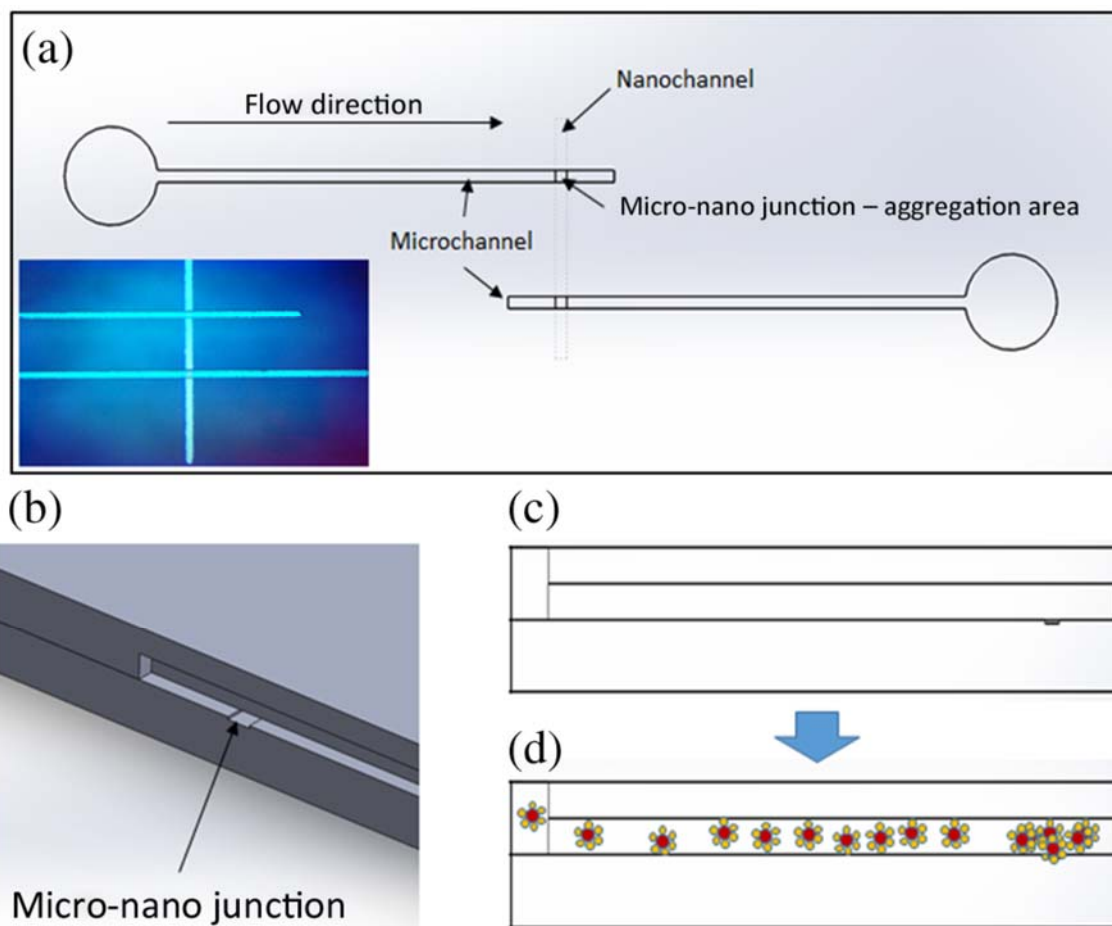 (a)
Nanochannel
Flow direction
Micro-nano junction – aggregation area
Microchannel
(b)
(c)
(d)
Micro-nano junction